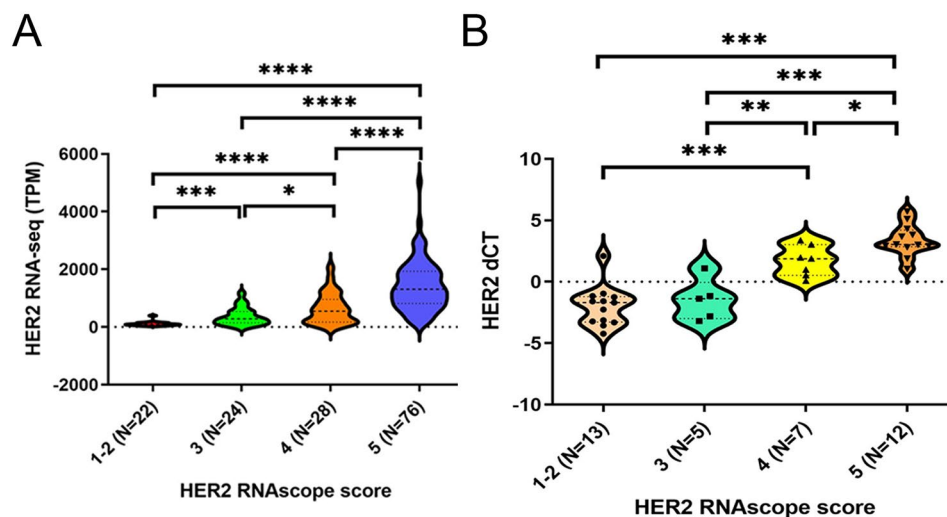 A
B
****
****
****
****
***
*
6000
4000
2000
0
-2000
HER2 RNA-seq (TPM)
1-2 (N=22)
3 (N=24)
4 (N=28)
5 (N=76)
HER2 RNAscope score
***
***
**
*
***
10
5
0
-5
-10
HER2 dCT
1-2 (N=13)
3 (N=5)
4 (N=7)
5 (N=12)
HER2 RNAscope score